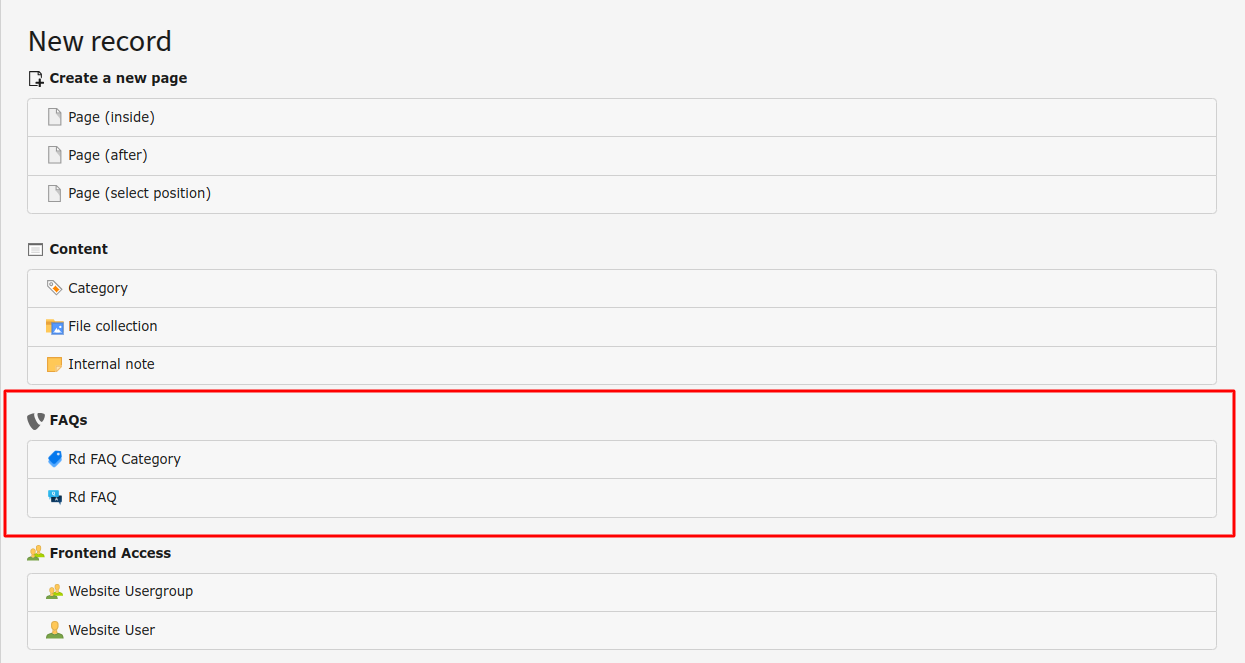 New record
Create a new page
Page (inside)
Page (after)
Page (select position)
Content
Category
File collection
Internal note
FAQs
Rd FAQ Category
Rd FAQ
Frontend Access
Website Usergroup
Website User